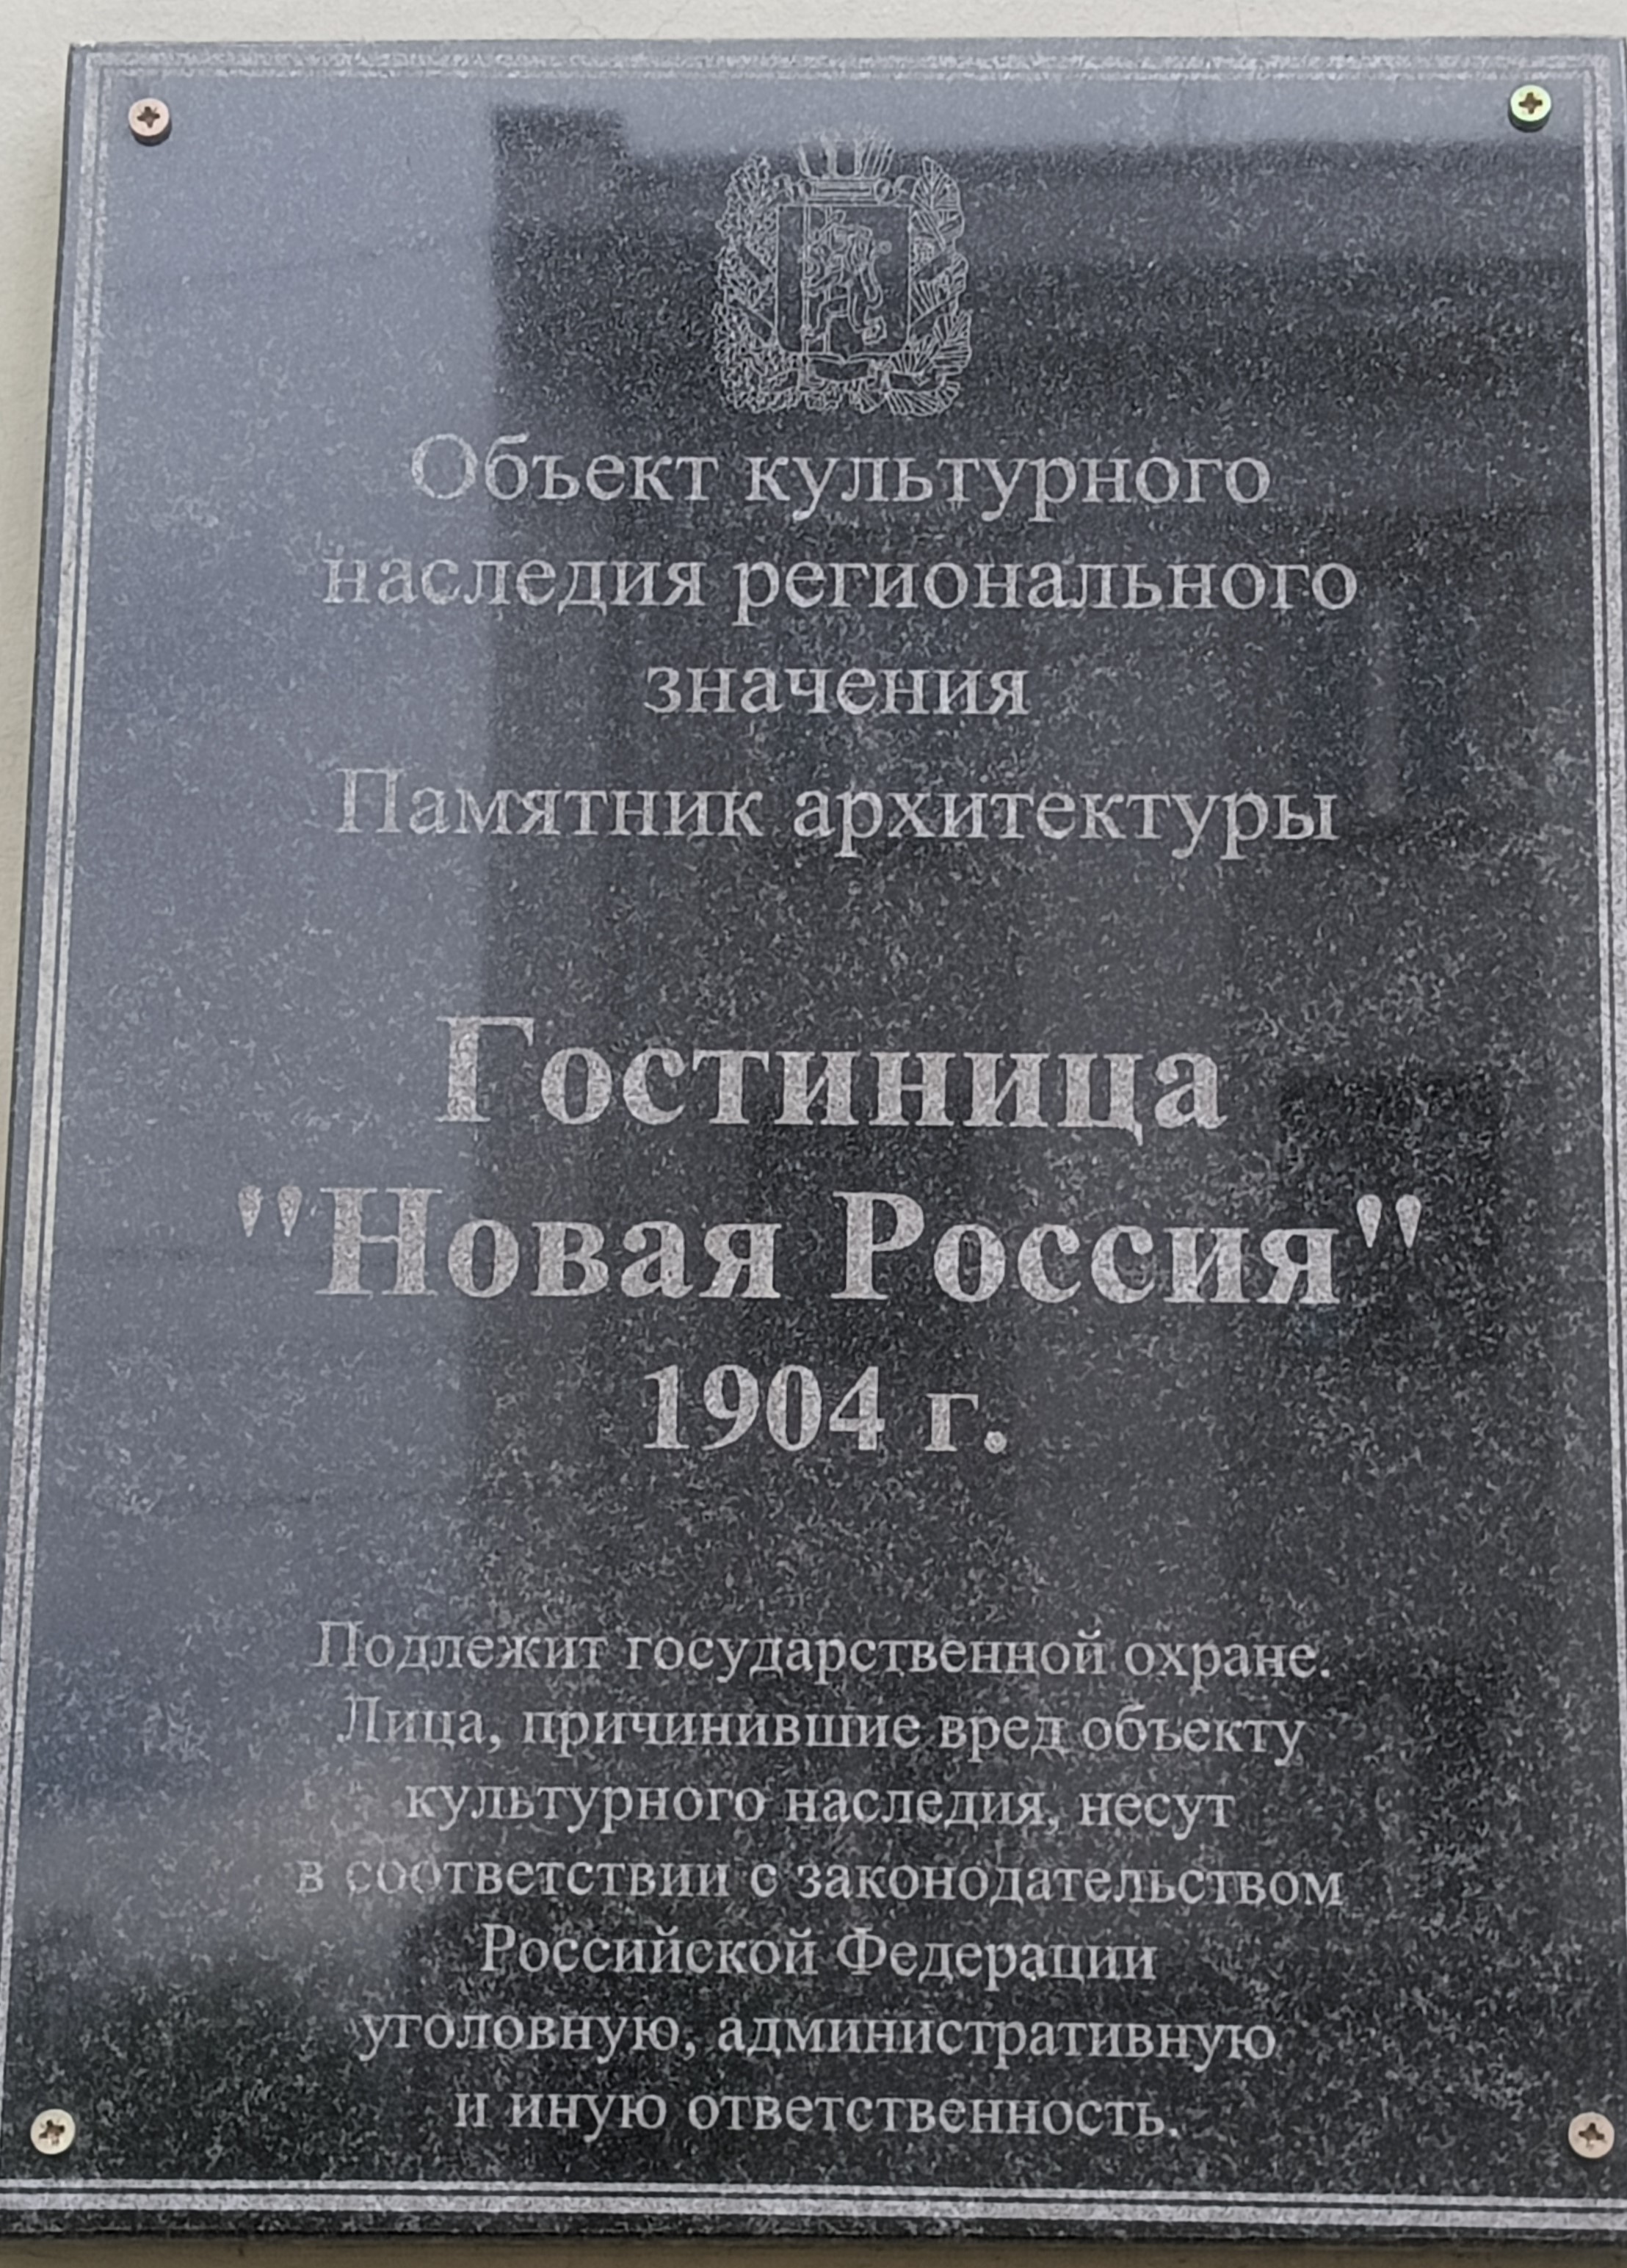 Объект культурного
наследия регионального
значения
Памятник архитектуры
Гостиница
"Новая Россия"
1904 г.
Подлежит государственной охране.
Лица, причинившие вред объекту
культурного наследия, несут
в соответствии с законодательством
Российской Федерации
уголовную, административную
и иную ответственность.